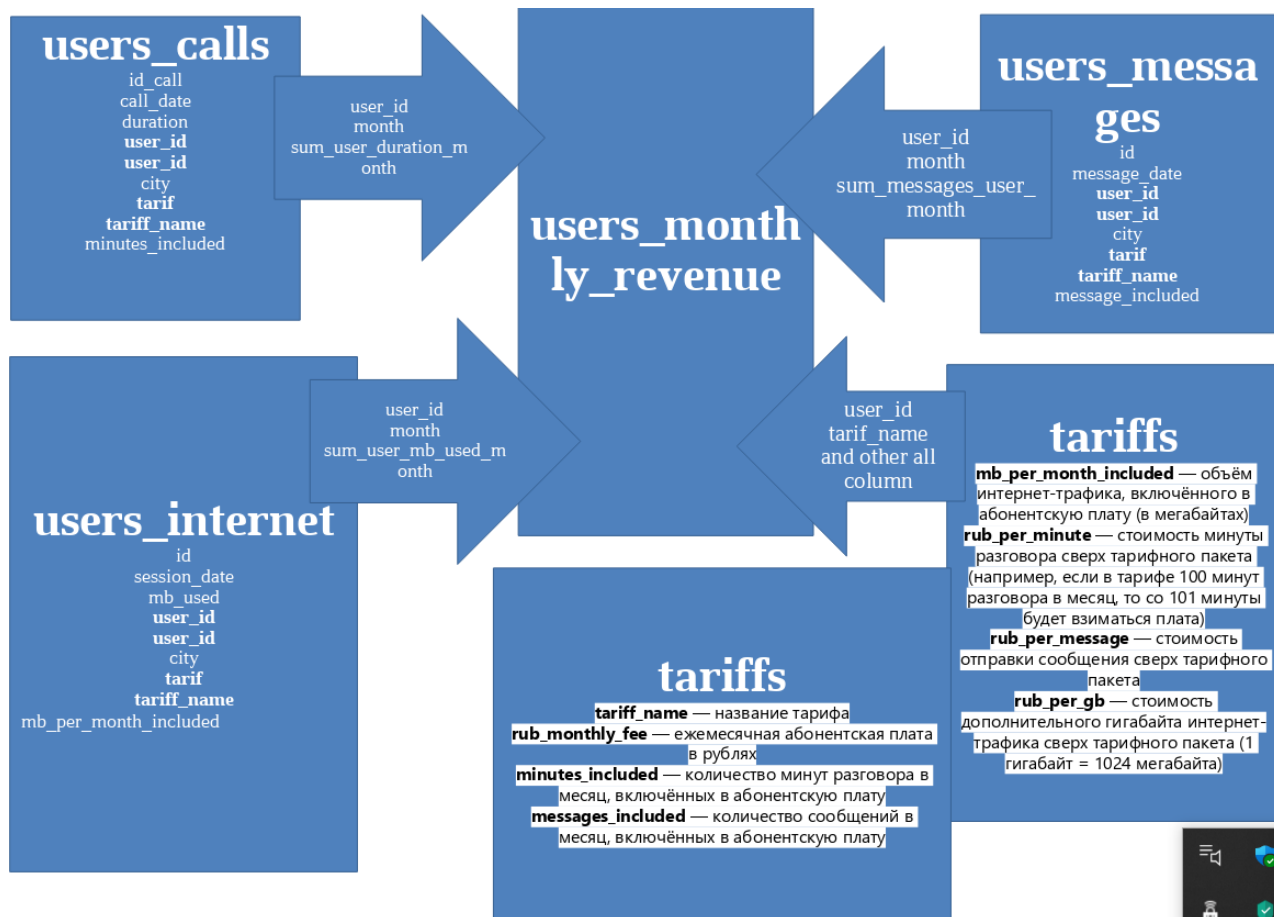 users_calls
id_call
call_date
duration
user_id
user_id
city
tarif
tariff_name
minutes_included
user_id
month
sum_user_duration_m
onth
users_month
ly_revenue
user_id
month
sum_messages_user_
month
users_messa
ges
id
message_date
user_id
user_id
city
tarif
tariff_name
message_included
users_internet
id
session_date
mb_used
user_id
user_id
city
tarif
tariff_name
mb_per_month_included
user_id
month
sum_user_mb_used_m
onth
user_id
tarif_name
and other all
column
tariffs
mb_per_month_included — объём
интернет-трафика, включённого в
абонентскую плату (в мегабайтах)
rub_per_minute — стоимость минуты
разговора сверх тарифного пакета
(например, если в тарифе 100 минут
разговора в месяц, то со 101 минуты
будет взиматься плата)
rub_per_message — стоимость
отправки сообщения сверх тарифного
пакета
rub_per_gb — стоимость
дополнительного гигабайта интернет-
трафика сверх тарифного пакета (1
гигабайт = 1024 мегабайта)
tariffs
tariff_name — название тарифа
rub_monthly_fee — ежемесячная абонентская плата
в рублях
minutes_included — количество минут разговора в
месяц, включённых в абонентскую плату
messages_included — количество сообщений в
месяц, включённых в абонентскую плату